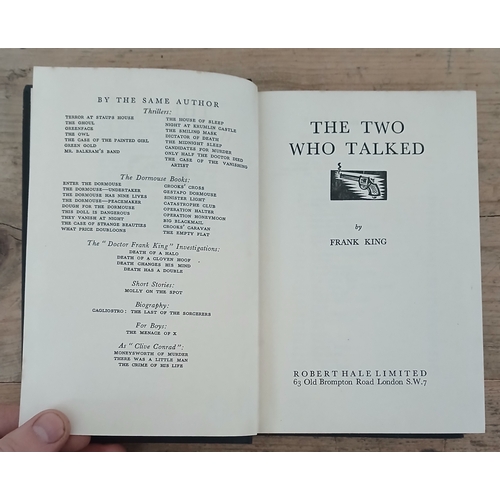 BY THE SAME AUTHOR
Thrillers:
TERROR AT STAUPS HOUSE
THE GHOUL
GREENFACE
THE OWL
THE CASE OF THE PAINTED GIRL
GREEN GOLD
MR. BALKRAM'S BAND
THE HOUSE OF SLEEP
NIGHT AT KRUMLIN CASTLE
THE SMILING MASK
DICTATOR OF DEATH
THE MIDNIGHT SLEEP
CANDIDATES FOR MURDER
ONLY HALF THE DOCTOR DIED
THE CASE OF THE VANISHING
ARTIST
The Dormouse Books:
ENTER THE DORMOUSE
THE DORMOUSE—UNDERTAKER
THE DORMOUSE HAS NINE LIVES
THE DORMOUSE—PEACEMAKER
DOUGH FOR THE DORMOUSE
THIS DOLL IS DANGEROUS
THEY VANISH AT NIGHT
THE CASE OF STRANGE BEAUTIES
WHAT PRICE DOUBLOONS
CROOKS' CROSS
GESTAPO DORMOUSE
SINISTER LIGHT
CATASTROPHE CLUB
OPERATION HALTER
OPERATION HONEYMOON
BIG BLACKMAIL
CROOKS' CARAVAN
THE EMPTY FLAT
The "Doctor Frank King" Investigations:
DEATH OF A HALO
DEATH OF A CLOVEN HOOF
DEATH CHANGES HIS MIND
DEATH HAS A DOUBLE
Short Stories:
MOLLY ON THE SPOT
Biography:
CAGLIOSTRO: THE LAST OF THE SORCERERS
For Boys:
THE MENACE OF X
As "Clive Conrad":
MONEYSWORTH OF MURDER
THERE WAS A LITTLE MAN
THE CRIME OF HIS LIFE
THE TWO
WHO TALKED
by
FRANK KING
ROBERT HALE LIMITED
63 Old Brompton Road London S.W.7